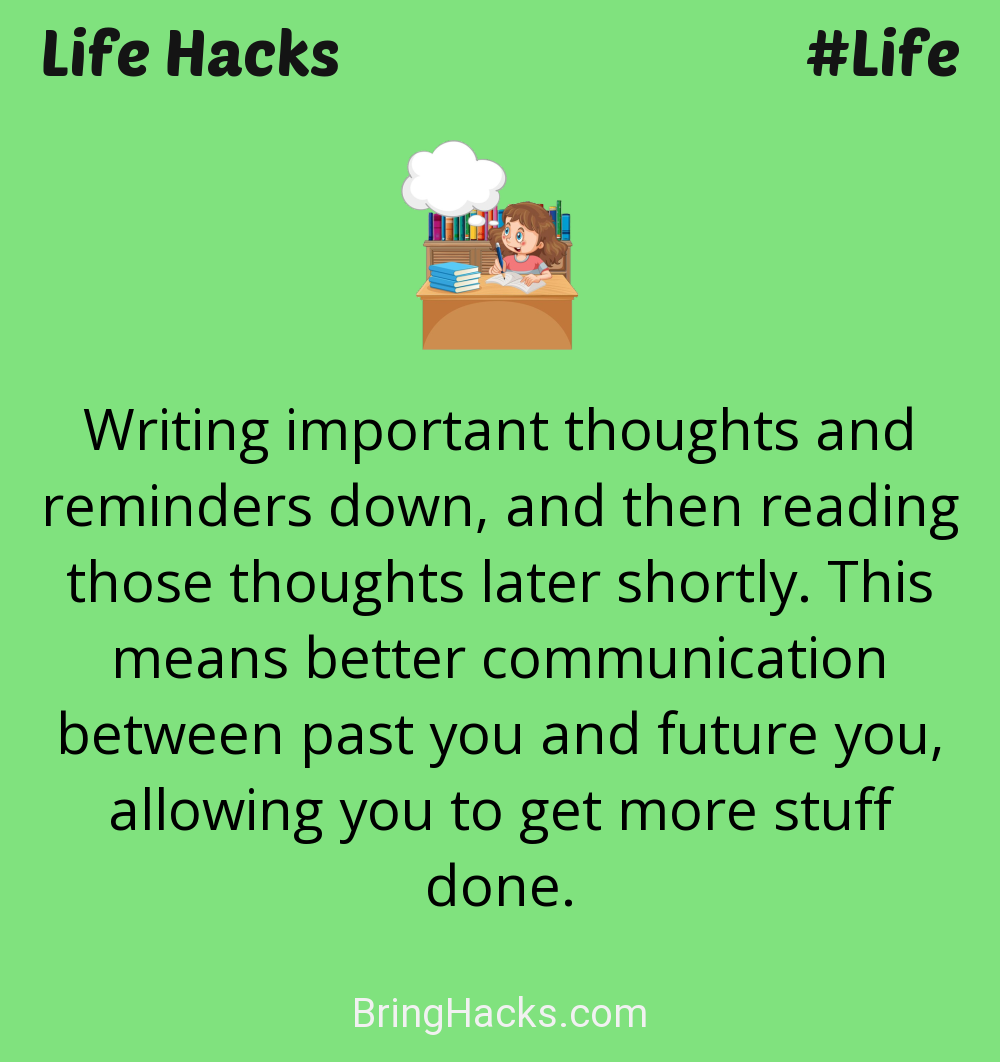 Life Hacks
#Life
Writing important thoughts and
reminders down, and then reading
those thoughts later shortly. This
means better communication
between past you and future you,
allowing you to get more stuff
done.
BringHacks.com